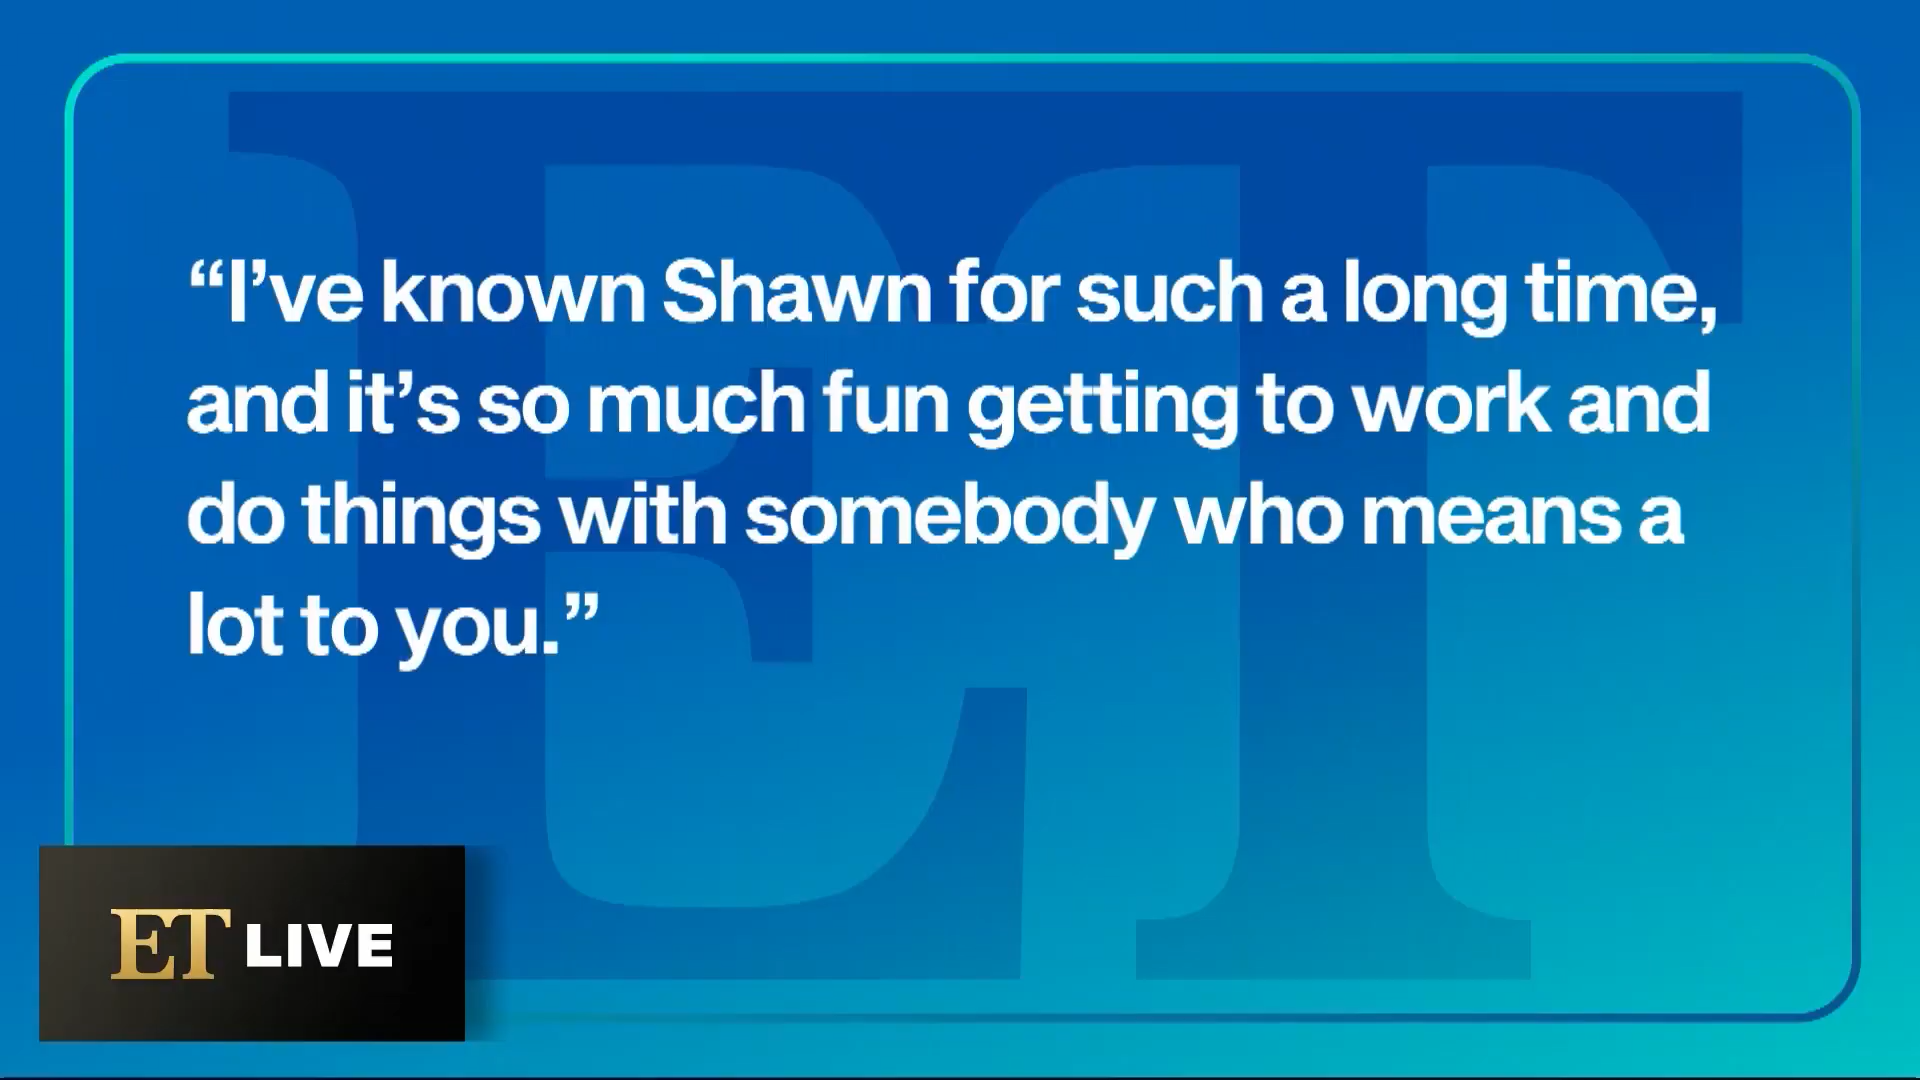 “I’ve known Shawn for such a long time,
and it’s so much fun getting to work and
do things with somebody who means a
lot to you.”
ET LIVE
ET